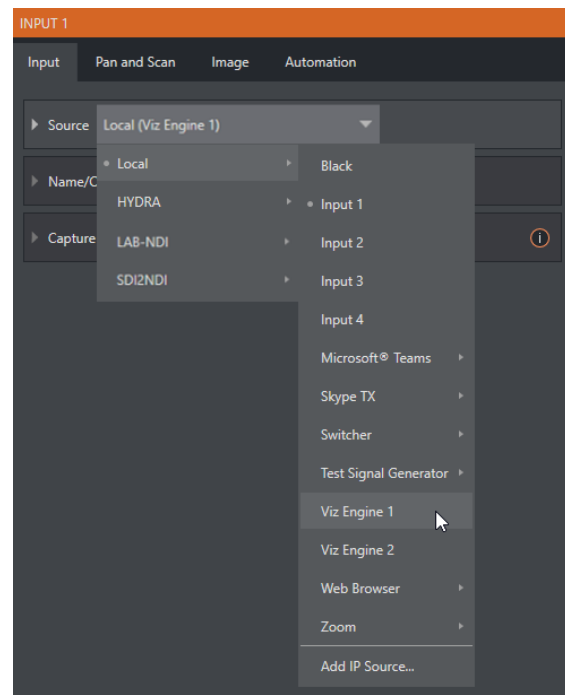 INPUT 1
Input Pan and Scan Image Automation
Source Local (Viz Engine 1)
Name/C
Capture
Local
HYDRA
LAB-NDI
SDI2NDI
Black
Input 1
Input 2
Input 3
Input 4
Microsoft® Teams
Skype TX
Switcher
Test Signal Generator
Viz Engine 1
Viz Engine 2
Web Browser
Zoom
Add IP Source...